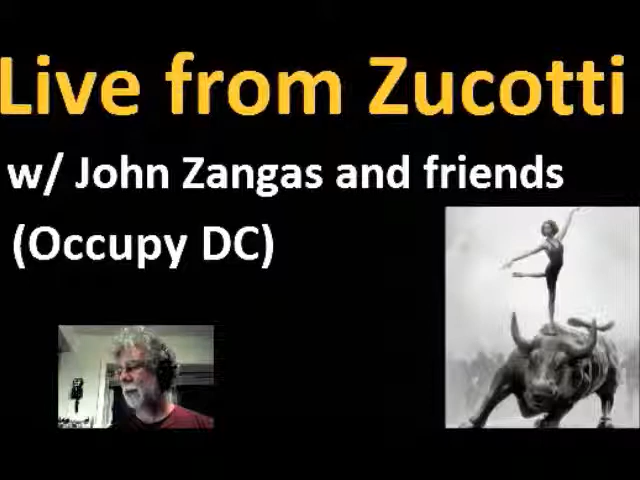 Live from Zucotti
w/ John Zangas and friends
(Occupy DC)